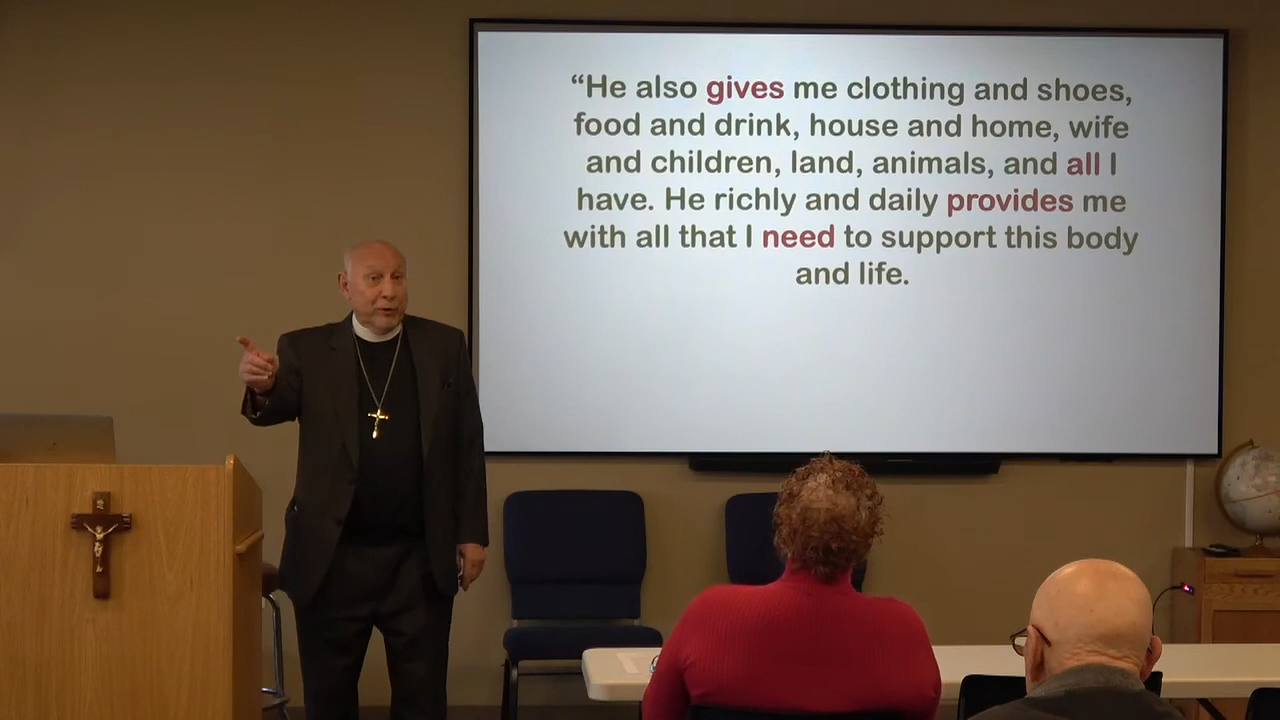 “He also gives me clothing and shoes,
food and drink, house and home, wife
and children, land, animals, and all I
have. He richly and daily provides me
with all that I need to support this body
and life.